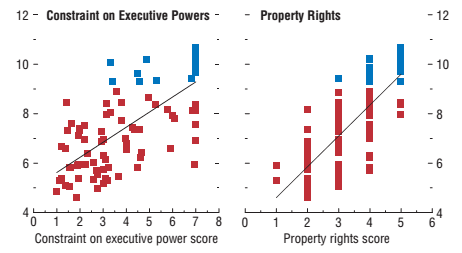 Constraint on Executive Powers
12
10
8
6
4
0 1 2 3 4 5 6 7 8
Constraint on executive power score
Property Rights
12
10
8
6
4
0 1 2 3 4 5 6
Property rights score